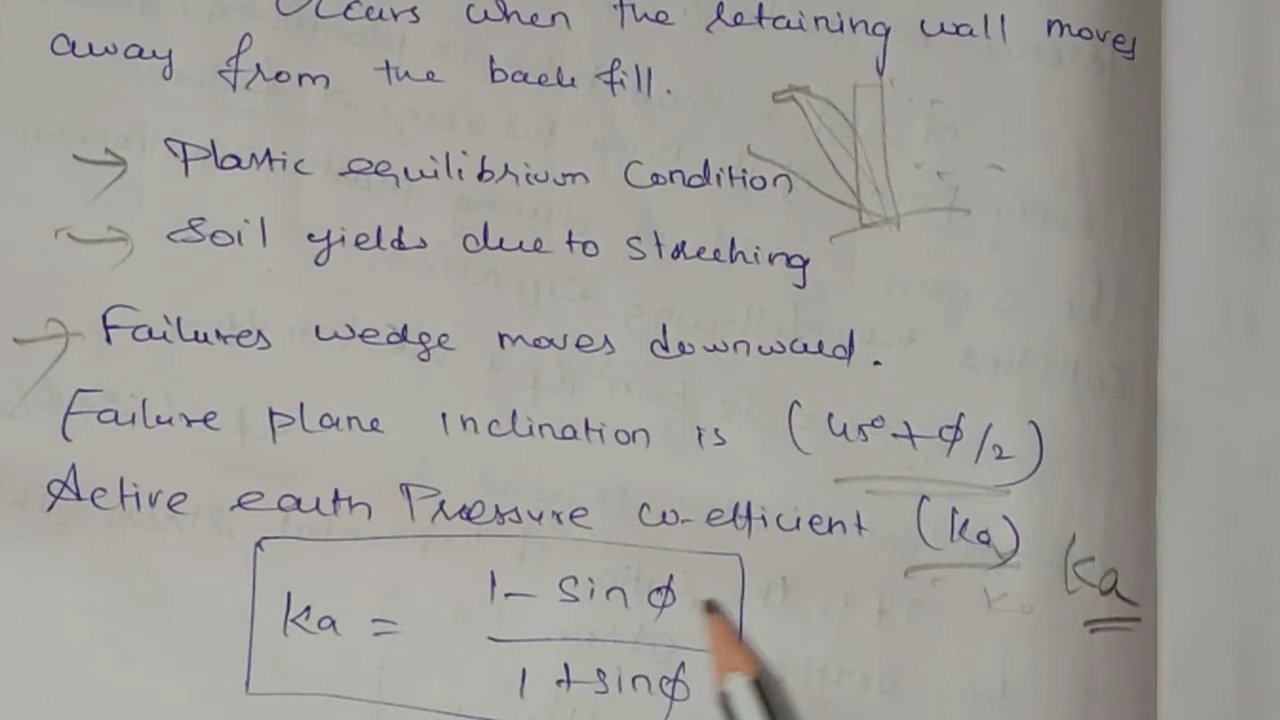 Occurs when the retaining wall moves
away from the back fill.
→ Plastic equilibrium Condition
→ Soil yields due to streching
→ Failures wedge moves downward.
Failure plane Inclination is (45°+ϕ/2)
Active earth Pressure co-efficient (Ka) Ka
Ka = 1 - sin ϕ
1 + sin ϕ